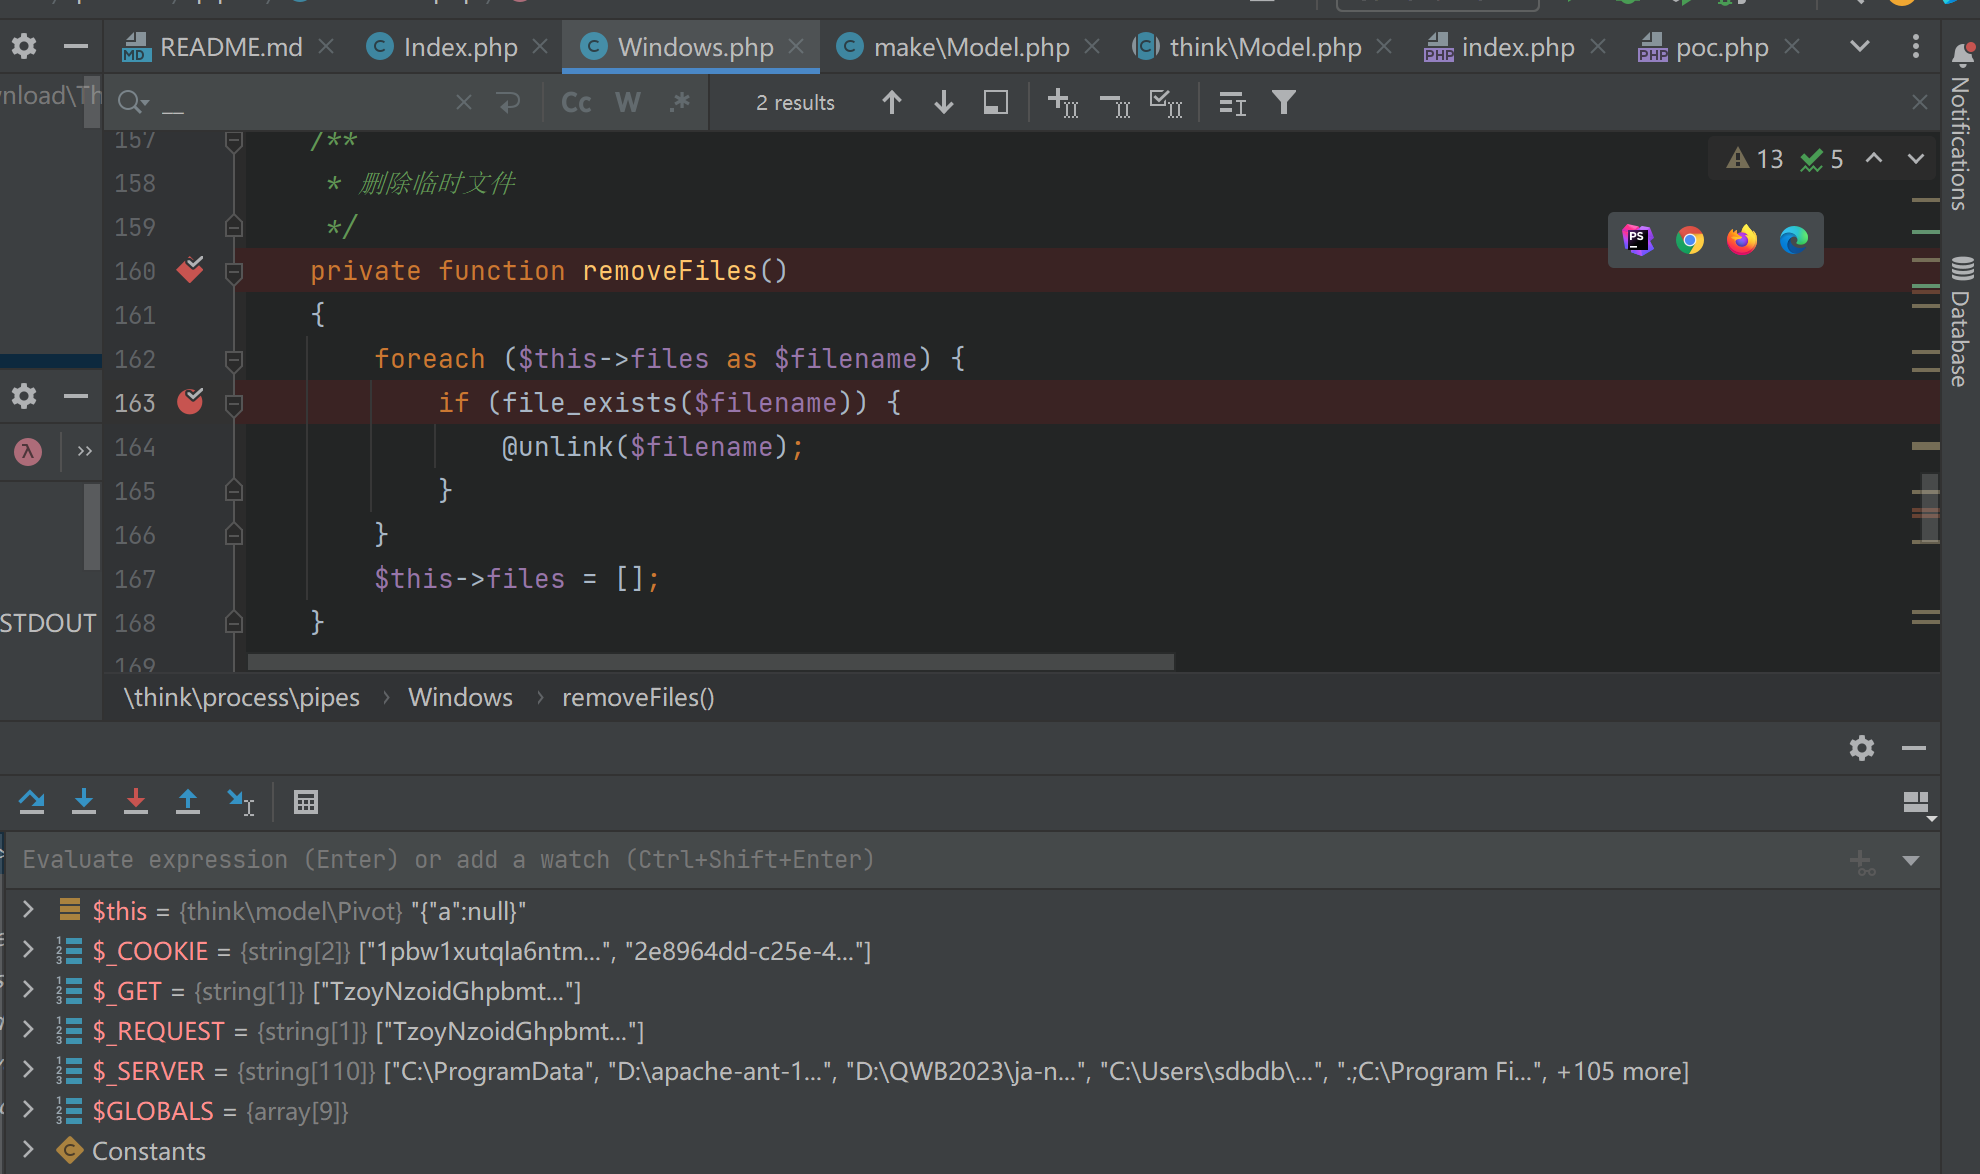 README.md
Index.php
Windows.php
make\Model.php
think\Model.php
index.php
poc.php
nload\Th
__
Cc
W
.*
2 results
13
5
157 /**
158 * 删除临时文件
159 */
160 private function removeFiles()
161 {
162 foreach ($this->files as $filename) {
163 if (file_exists($filename)) {
164 @unlink($filename);
165 }
166 }
167 $this->files = [];
168 }
169
STDOUT
Notifications
Database
\think\process\pipes › Windows › removeFiles()
Evaluate expression (Enter) or add a watch (Ctrl+Shift+Enter)
$this = {think\model\Pivot} "{"a":null}"
$_COOKIE = {string[2]} ["1pbw1xutqla6ntm...", "2e8964dd-c25e-4..."]
$_GET = {string[1]} ["TzoyNzoidGhpbmt..."]
$_REQUEST = {string[1]} ["TzoyNzoidGhpbmt..."]
$_SERVER = {string[110]} ["C:\ProgramData", "D:\apache-ant-1...", "D:\QWB2023\ja-n...", "C:\Users\sdbdb\...", ".;C:\Program Fi...", +105 more]
$GLOBALS = {array[9]}
Constants